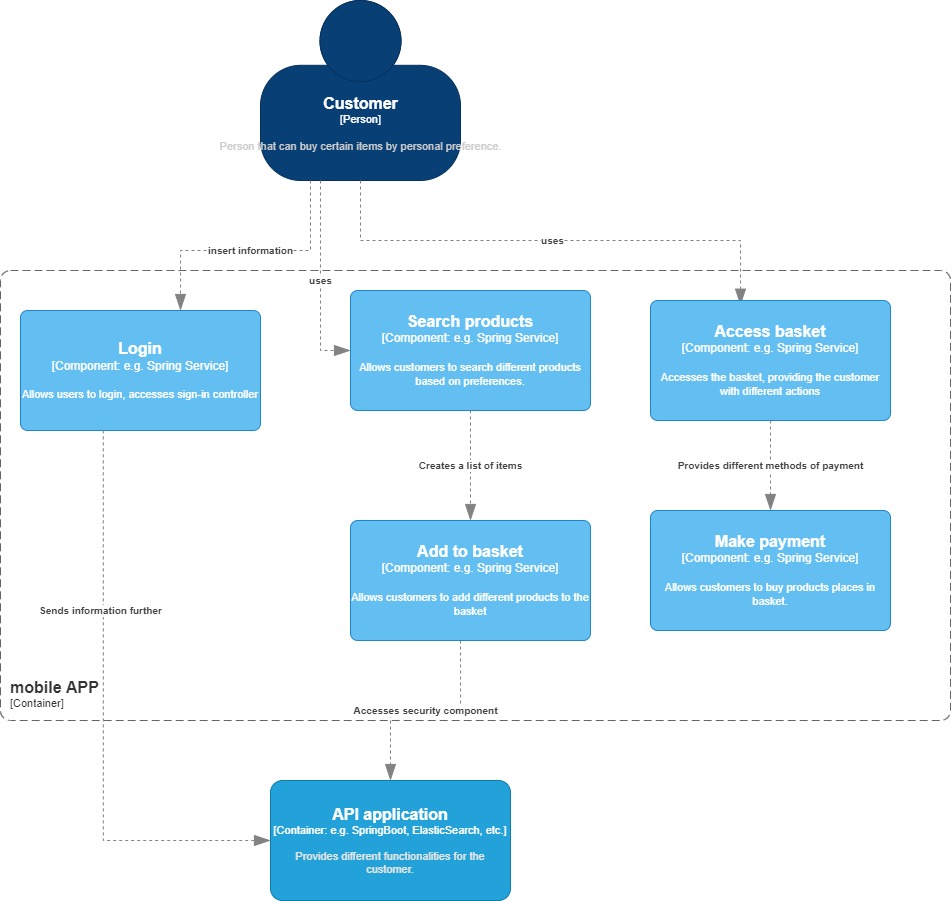 Customer
[Person]
Person that can buy certain items by personal preference.
insert information
uses
uses
Login
[Component: e.g. Spring Service]
Allows users to login, accesses sign-in controller
Search products
[Component: e.g. Spring Service]
Allows customers to search different products
based on preferences.
Access basket
[Component: e.g. Spring Service]
Accesses the basket, providing the customer
with different actions
Creates a list of items
Provides different methods of payment
Add to basket
[Component: e.g. Spring Service]
Allows customers to add different products to the
basket
Make payment
[Component: e.g. Spring Service]
Allows customers to buy products places in
basket.
Sends information further
mobile APP
[Container]
Accesses security component
API application
[Container: e.g. SpringBoot, ElasticSearch, etc.]
Provides different functionalities for the
customer.